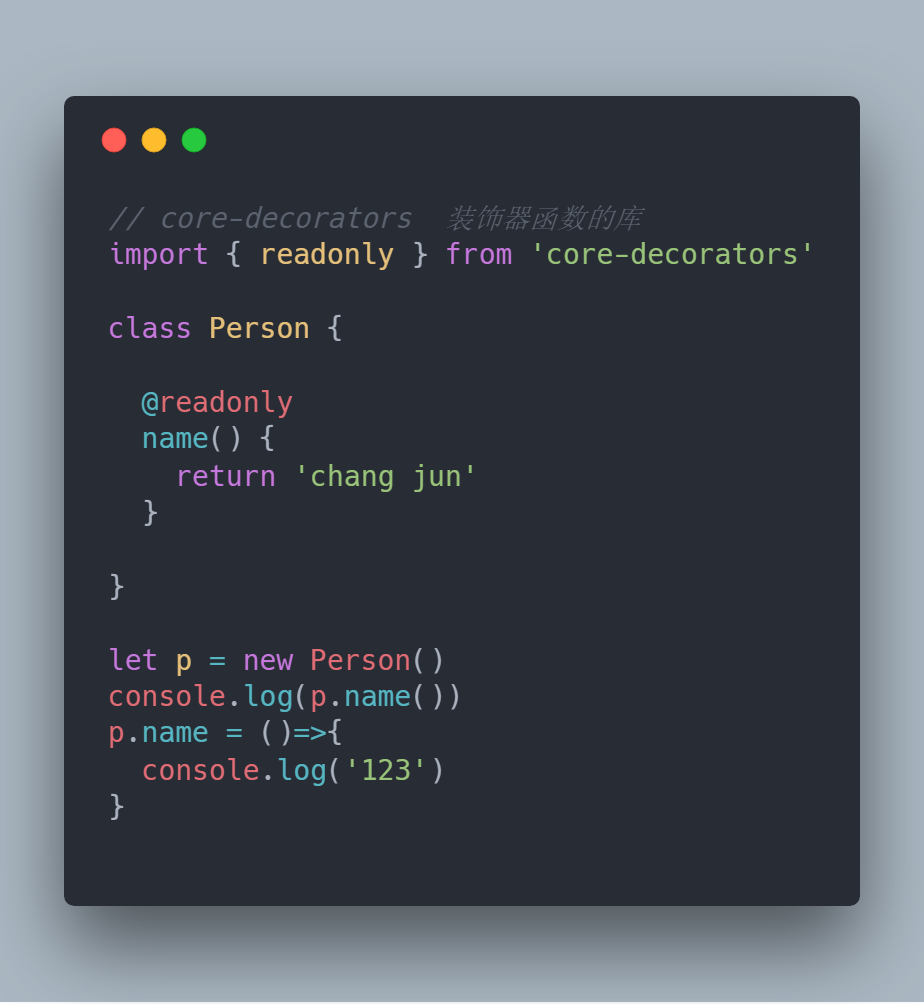 // core-decorators  装饰器函数的库
import { readonly } from 'core-decorators'
class Person {
  @readonly
  name() {
    return 'chang jun'
  }
}
let p = new Person()
console.log(p.name())
p.name = ()=>{
  console.log('123')
}